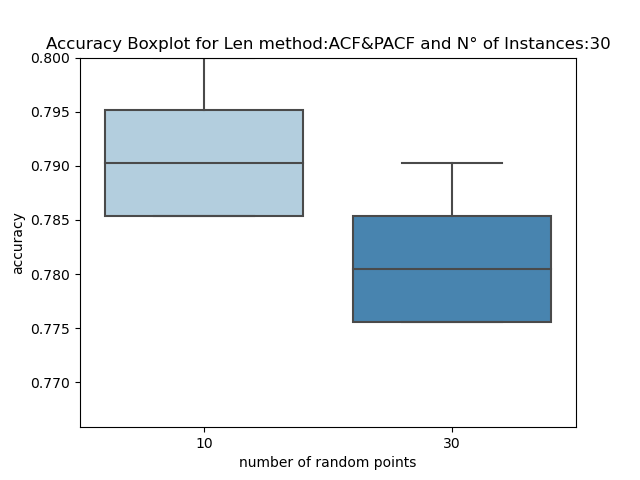 Accuracy Boxplot for Len method:ACF&PACF and N° of Instances:30
0.800
0.795
0.790
0.785
0.780
0.775
0.770
accuracy
10 30
number of random points